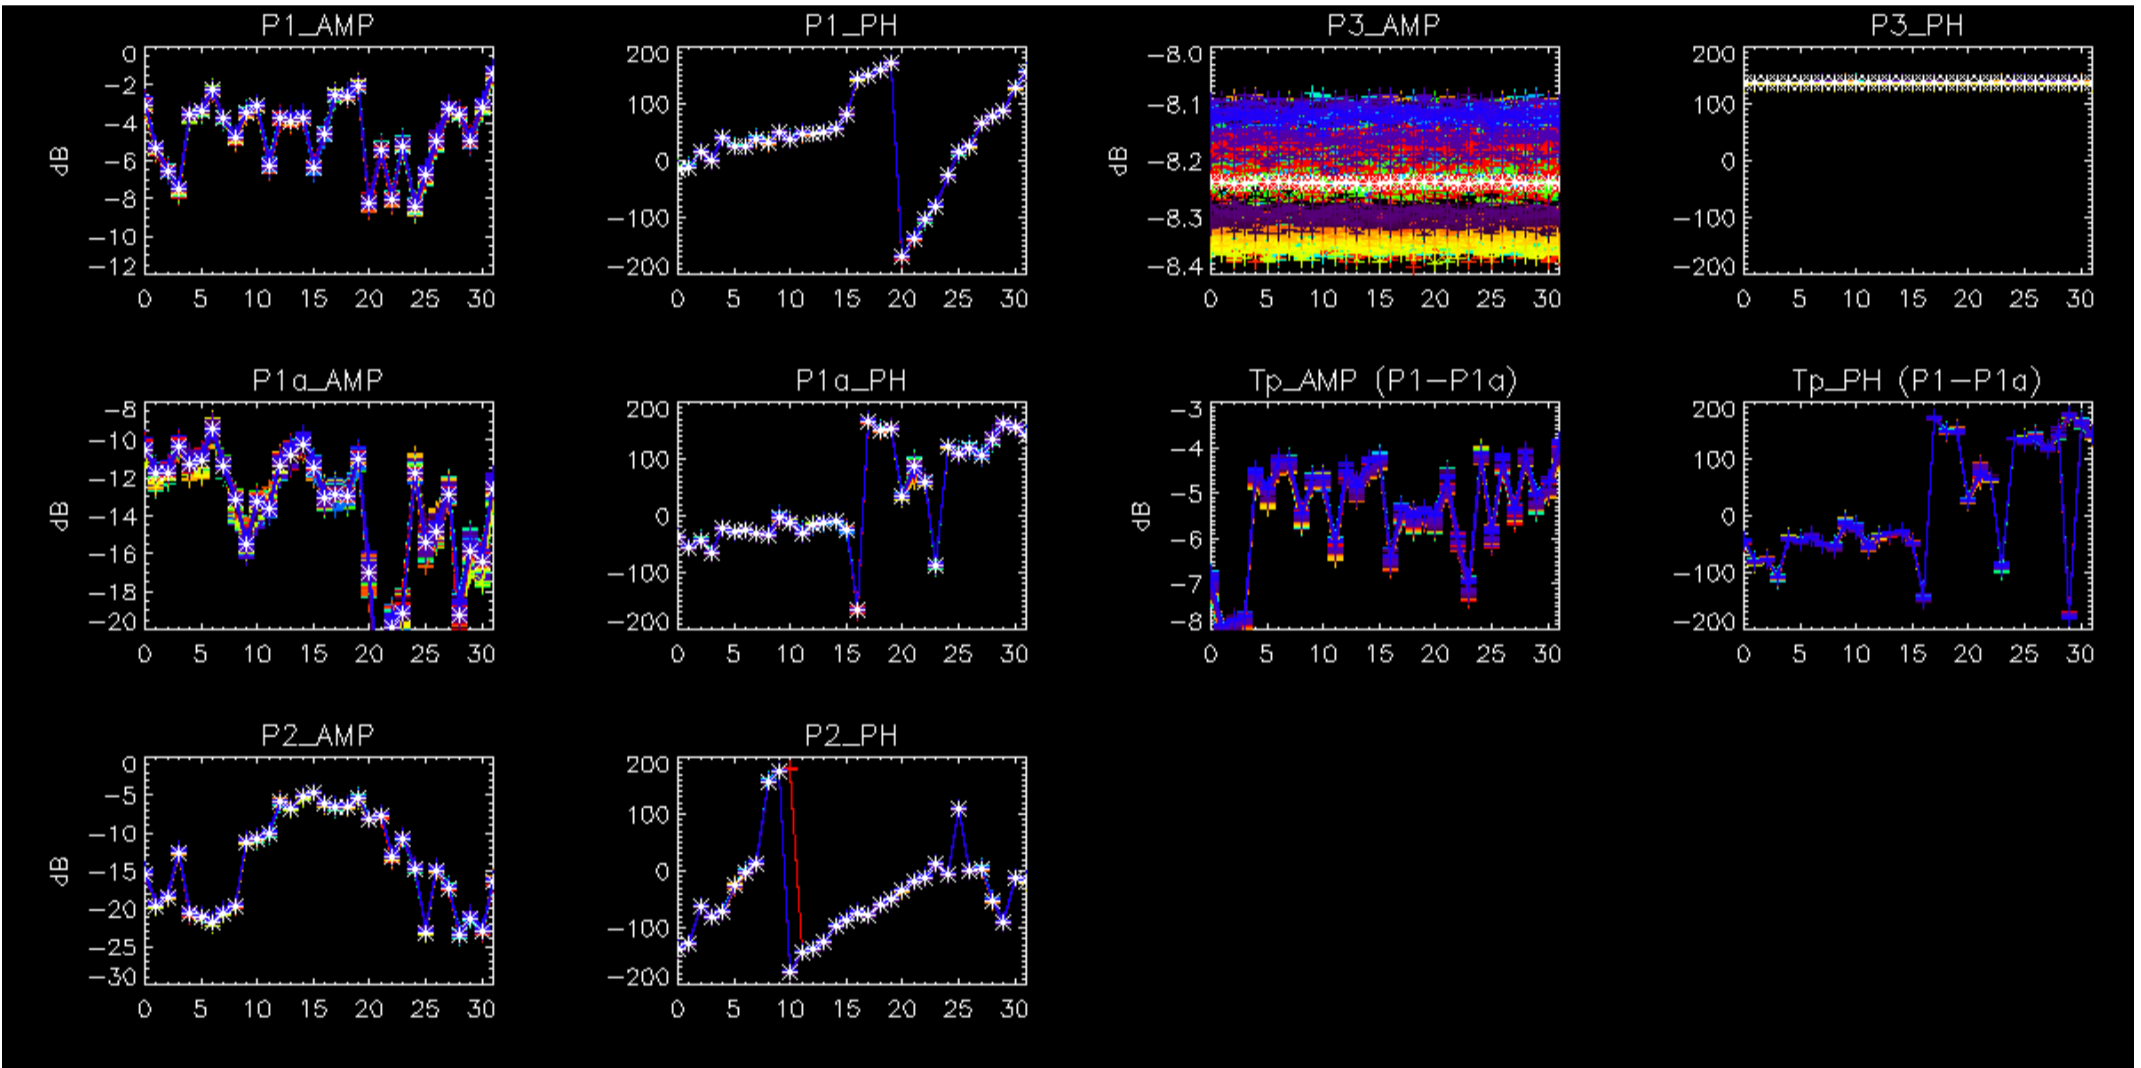 P1_AMP
P1_PH
P3_AMP
P3_PH
dB
0
−2
−4
−6
−8
−10
−12
0 5 10 15 20 25 30
200
100
0
−100
−200
0 5 10 15 20 25 30
dB
−8.0
−8.1
−8.2
−8.3
−8.4
0 5 10 15 20 25 30
200
100
0
−100
−200
0 5 10 15 20 25 30
P1a_AMP
P1a_PH
Tp_AMP (P1−P1a)
Tp_PH (P1−P1a)
dB
−8
−10
−12
−14
−16
−18
−20
0 5 10 15 20 25 30
200
100
0
−100
−200
0 5 10 15 20 25 30
dB
−3
−4
−5
−6
−7
−8
0 5 10 15 20 25 30
200
100
0
−100
−200
0 5 10 15 20 25 30
P2_AMP
P2_PH
dB
0
−5
−10
−15
−20
−25
−30
0 5 10 15 20 25 30
200
100
0
−100
−200
0 5 10 15 20 25 30